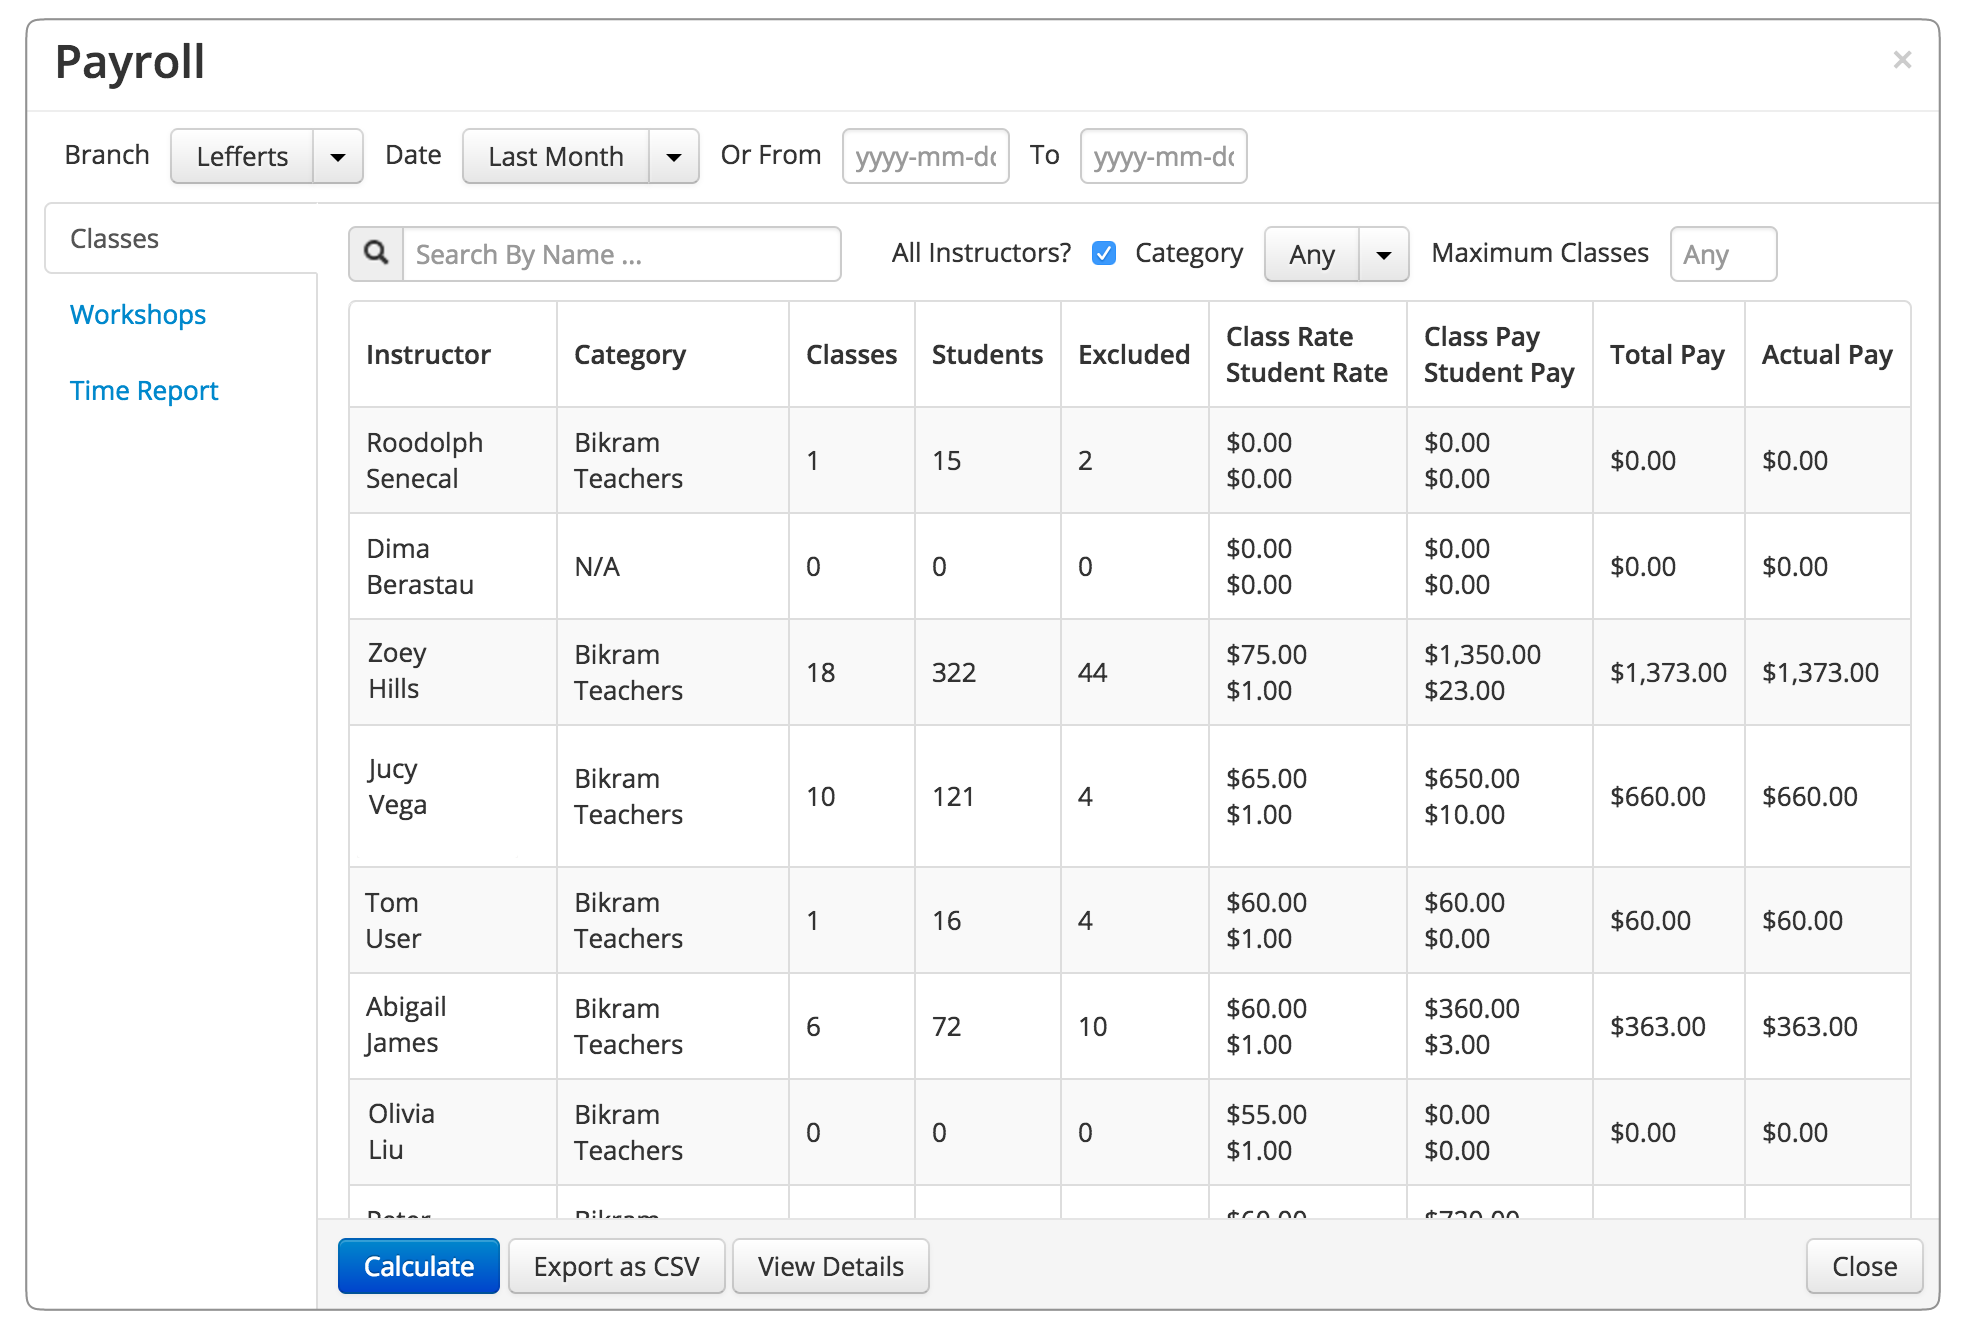 Payroll
×
Branch Lefferts Date Last Month Or From yyyy-mm-dd To yyyy-mm-dd
Classes
Workshops
Time Report
Search By Name ... All Instructors? Category Any Maximum Classes Any
Instructor Category Classes Students Excluded Class Rate Student Rate Class Pay Student Pay Total Pay Actual Pay
Roodolph Senecal Bikram Teachers 1 15 2 $0.00 $0.00 $0.00 $0.00 $0.00 $0.00
Dima Berastau N/A 0 0 0 $0.00 $0.00 $0.00 $0.00 $0.00 $0.00
Zoey Hills Bikram Teachers 18 322 44 $75.00 $1.00 $1,350.00 $23.00 $1,373.00 $1,373.00
Jucy Vega Bikram Teachers 10 121 4 $65.00 $1.00 $650.00 $10.00 $660.00 $660.00
Tom User Bikram Teachers 1 16 4 $60.00 $1.00 $60.00 $0.00 $60.00 $60.00
Abigail James Bikram Teachers 6 72 10 $60.00 $1.00 $360.00 $3.00 $363.00 $363.00
Olivia Liu Bikram Teachers 0 0 0 $55.00 $1.00 $0.00 $0.00 $0.00 $0.00
Bikram $60.00 $720.00
Calculate Export as CSV View Details Close